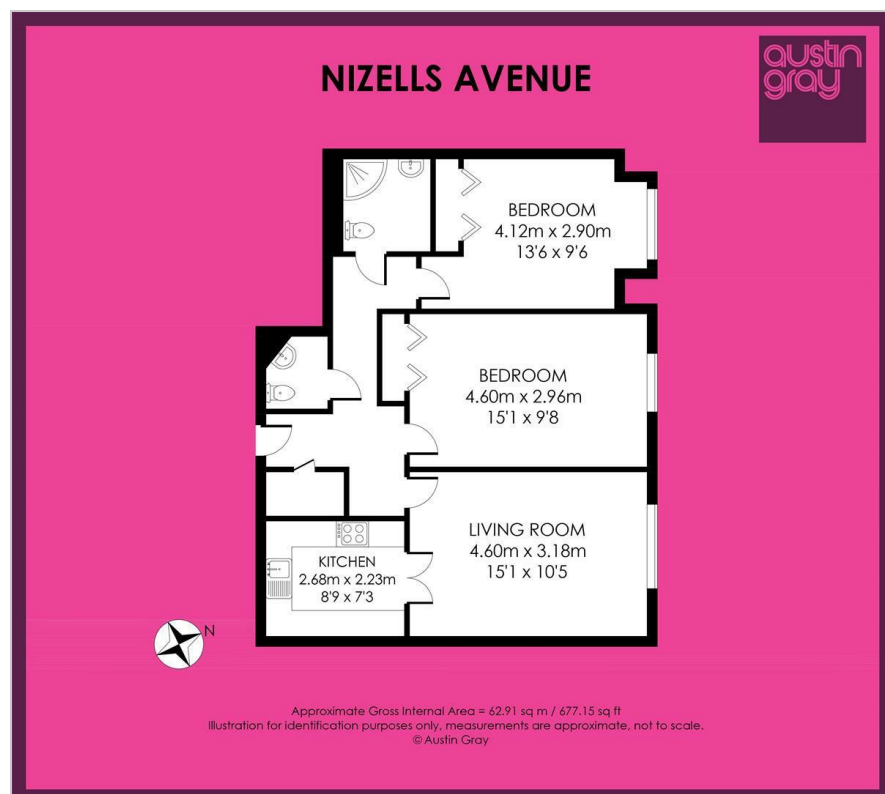 austin
gray
NIZELLS AVENUE
BEDROOM
4.12m x 2.90m
13'6 x 9'6
BEDROOM
4.60m x 2.96m
15'1 x 9'8
LIVING ROOM
4.60m x 3.18m
15'1 x 10'5
KITCHEN
2.68m x 2.23m
8'9 x 7'3
N
Approximate Gross Internal Area = 62.91 sq m / 677.15 sq ft
Illustration for identification purposes only, measurements are approximate, not to scale.
© Austin Gray